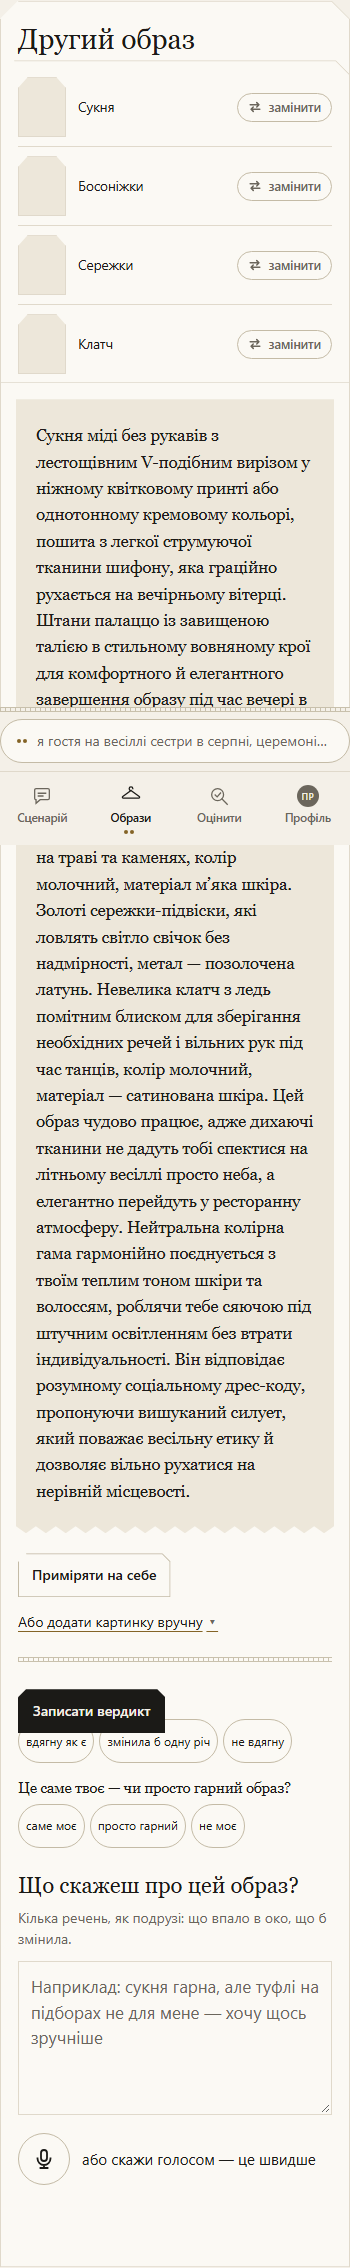 Другий образ
Сукня
замінити
Босоніжки
замінити
Сережки
замінити
Клатч
замінити
Сукня міді без рукавів з
лестощівним V-подібним вирізом у
ніжному квітковому принті або
однотонному кремовому кольорі,
пошита з легкої струмуючої
тканини шифону, яка граційно
рухається на вечірньому вітерці.
Штани палаццо із завищеною
талією в стильному вовняному крої
для комфортного й елегантного
завершення образу під час вечері в
я гостя на весіллі сестри в серпні, церемоні...
Сценарій
Образи
Оцінити
ПР
Профіль
на траві та каменях, колір
молочний, матеріал м’яка шкіра.
Золоті сережки-підвіски, які
ловлять світло свічок без
надмірності, метал — позолочена
латунь. Невелика клатч з ледь
помітним блиском для зберігання
необхідних речей і вільних рук під
час танців, колір молочний,
матеріал — сатинована шкіра. Цей
образ чудово працює, адже дихаючі
тканини не дадуть тобі спектися на
літньому весіллі просто неба, а
елегантно перейдуть у ресторанну
атмосферу. Нейтральна колірна
гама гармонійно поєднується з
твоїм теплим тоном шкіри та
волоссям, роблячи тебе сяючою під
штучним освітленням без втрати
індивідуальності. Він відповідає
розумному соціальному дрес-коду,
пропонуючи вишуканий силует,
який поважає весільну етику й
дозволяє вільно рухатися на
нерівній місцевості.
Приміряти на себе
Або додати картинку вручну
Записати вердикт
вдягну як є
змінила б одну річ
не вдягну
Це саме твоє — чи просто гарний образ?
саме моє
просто гарний
не моє
Що скажеш про цей образ?
Кілька речень, як подрузі: що впало в око, що б
змінила.
Наприклад: сукня гарна, але туфлі на
підборах не для мене — хочу щось
зручніше
або скажи голосом — це швидше